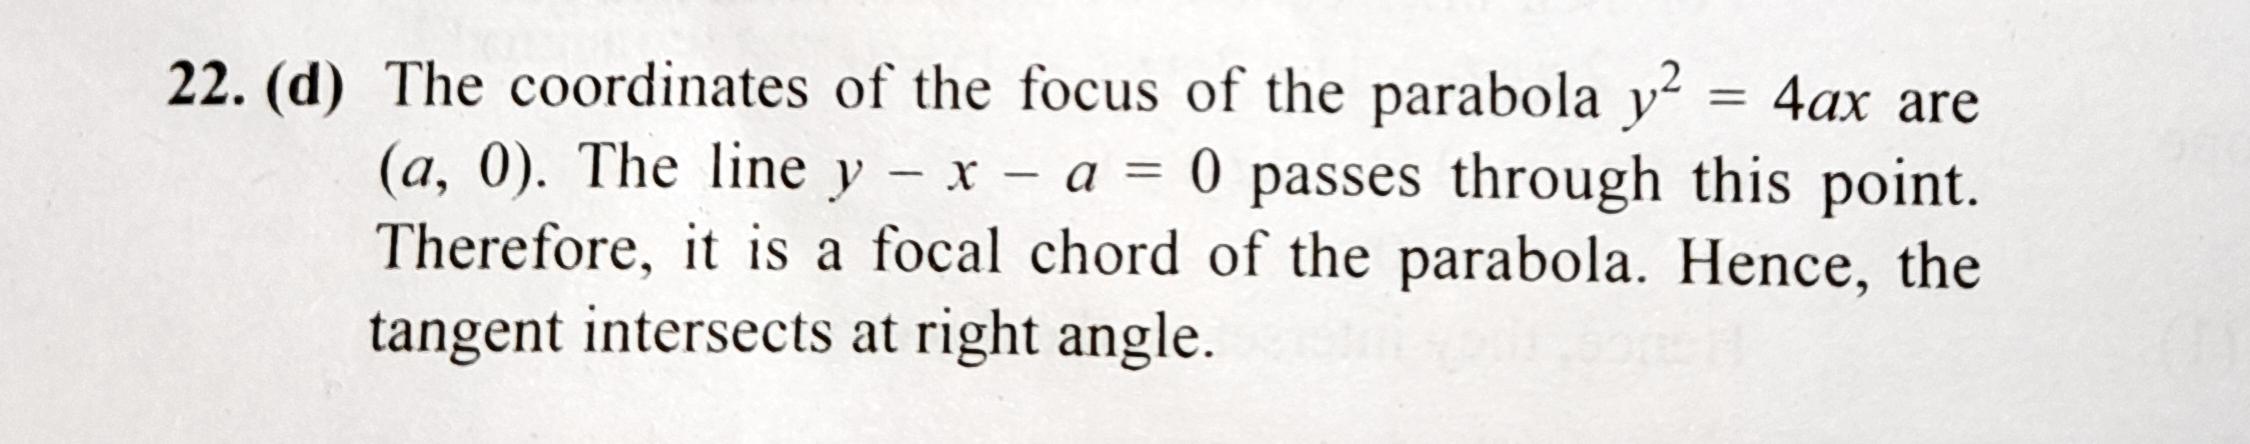 22. (d) The coordinates of the focus of the parabola y² = 4ax are
(a, 0). The line y – x – a = 0 passes through this point.
Therefore, it is a focal chord of the parabola. Hence, the
tangent intersects at right angle.